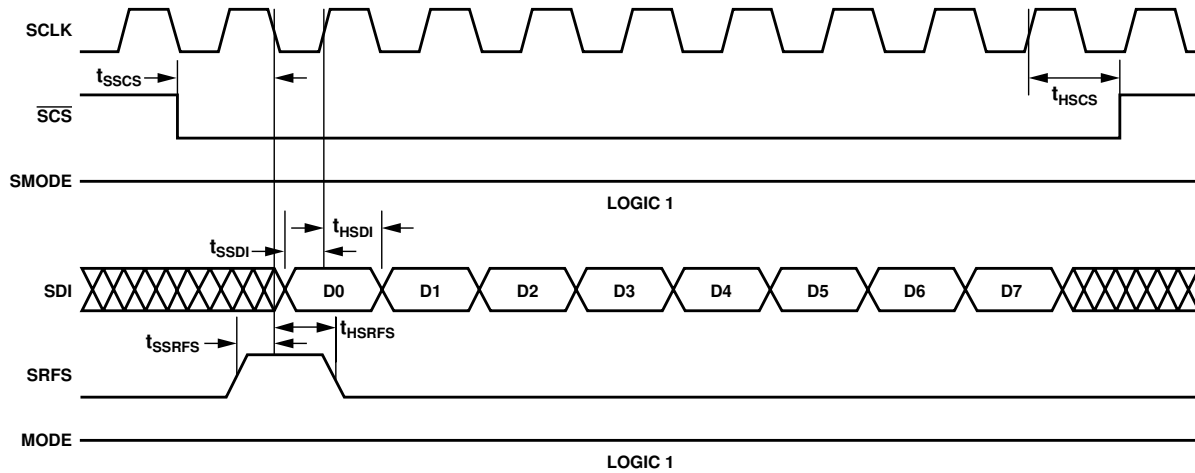 SCLK
tSSCS
tHSCS
SCS
SMODE
LOGIC 1
tHSDI
tSSDI
SDI
D0 D1 D2 D3 D4 D5 D6 D7
tHSRFS
tSSRFS
SRFS
MODE
LOGIC 1